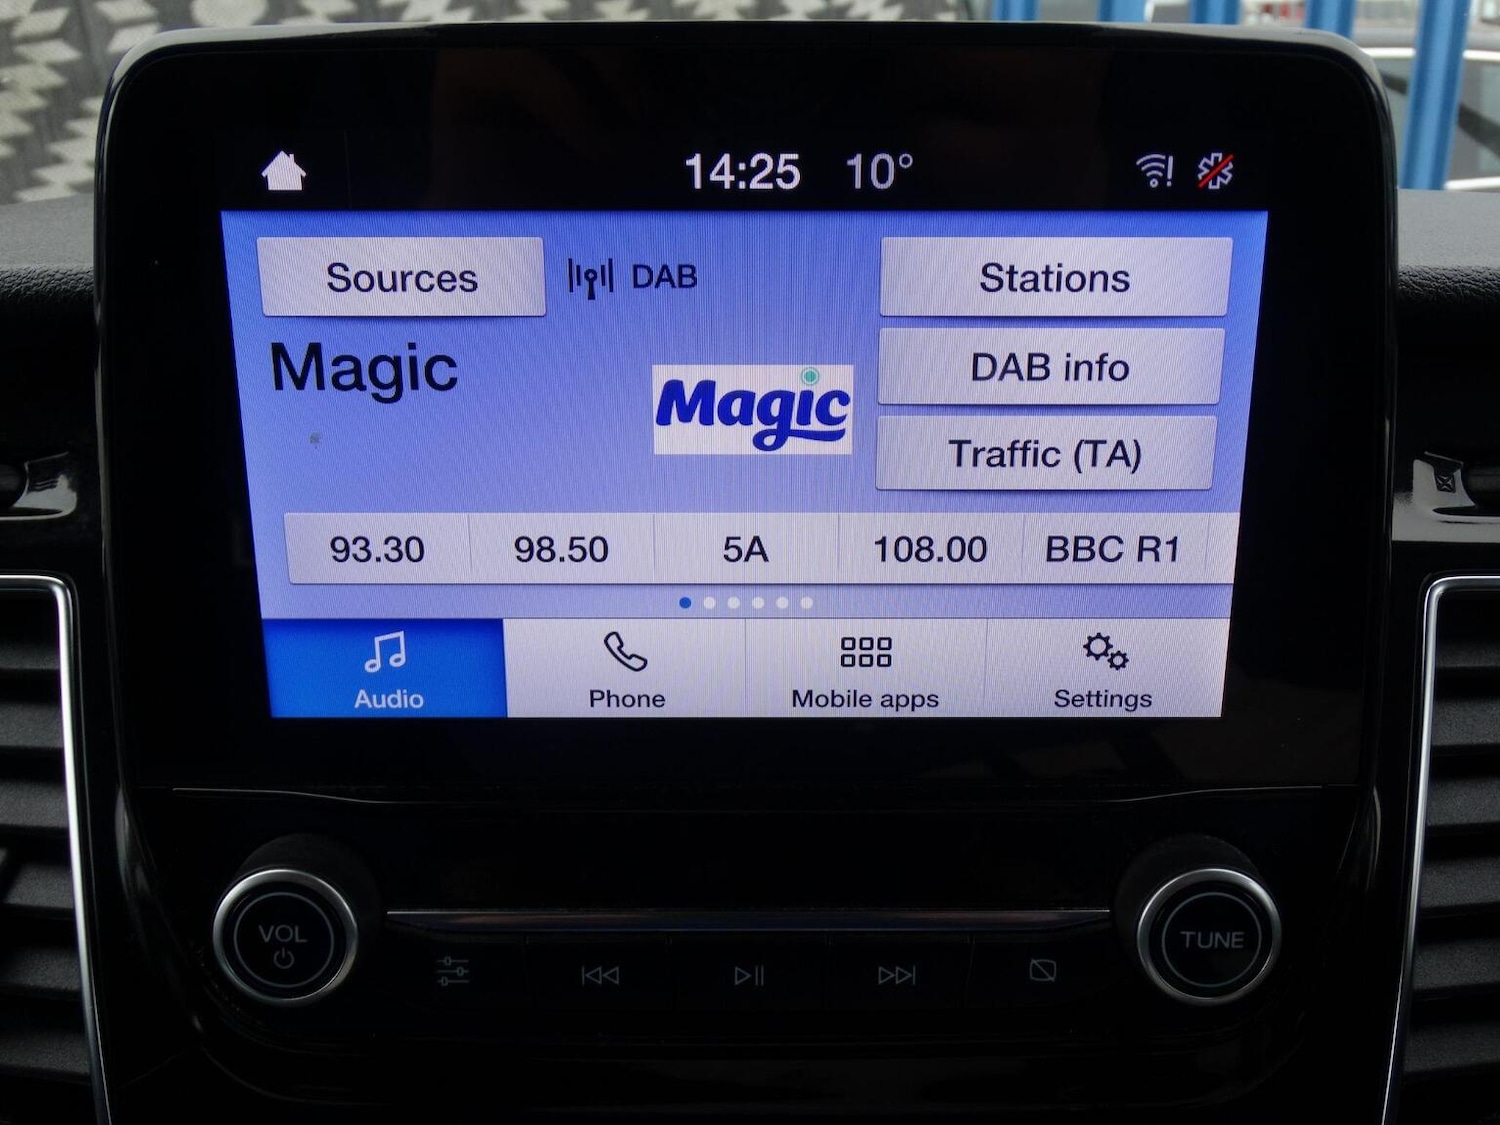 14:25 10°
Sources DAB Stations
Magic
Magic
DAB info
Traffic (TA)
93.30 98.50 5A 108.00 BBC R1
Audio Phone Mobile apps Settings
VOL TUNE